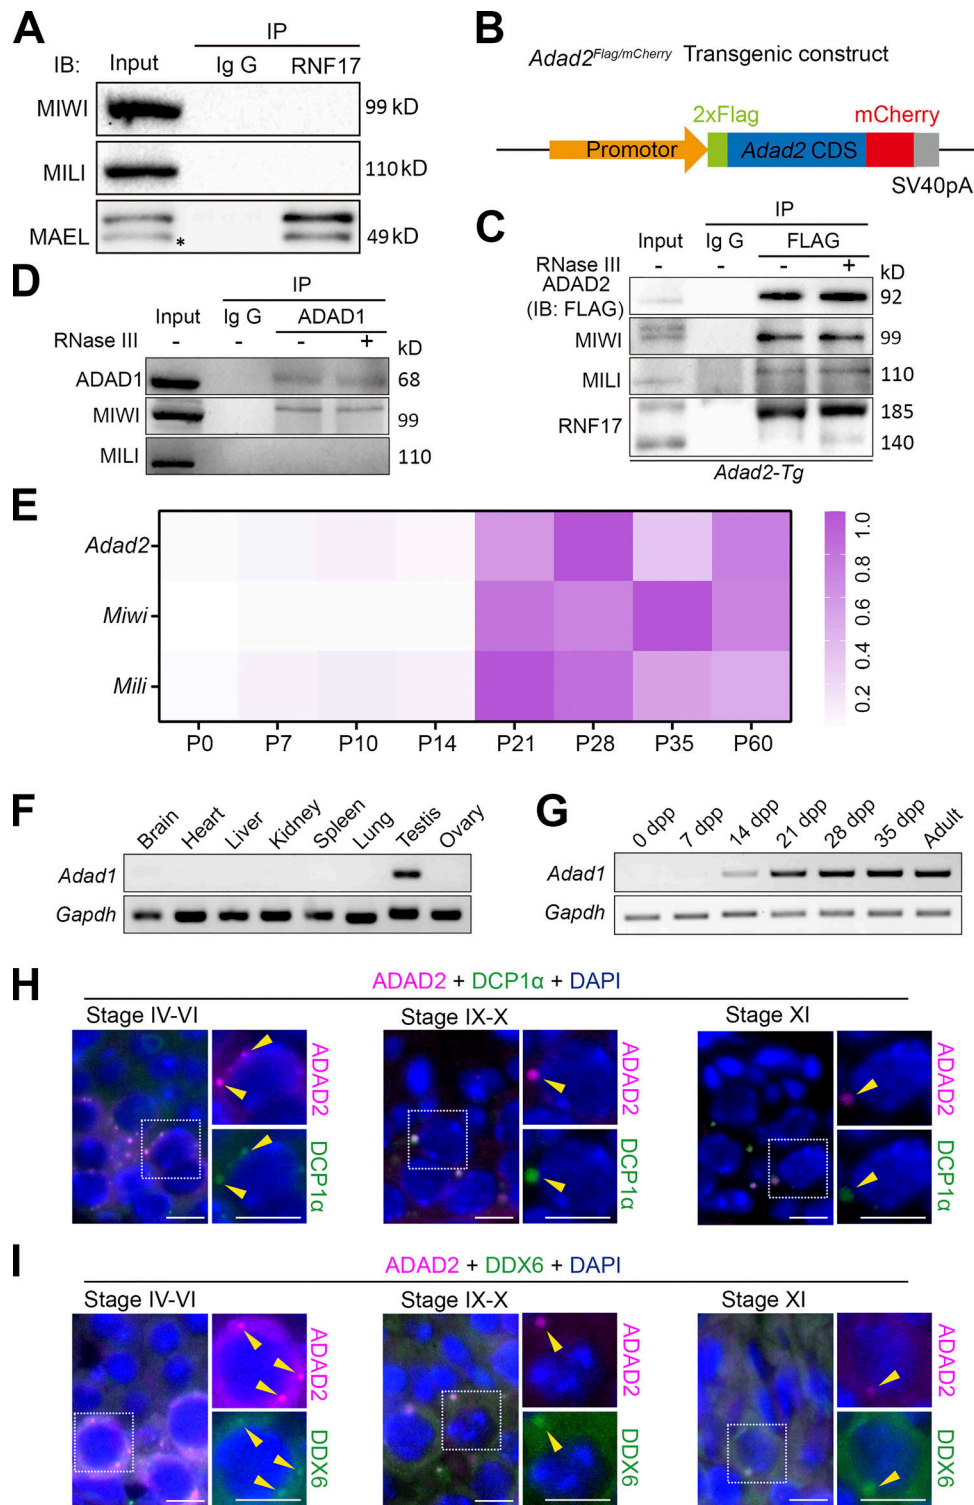 A
IP
IB: Input Ig G RNF17
MIWI 99 kD
MILI 110 kD
MAEL * 49 kD
B
Adad2Flag/mCherry Transgenic construct
2xFlag mCherry
Promotor Adad2 CDS
SV40pA
C
IP
Input Ig G FLAG
RNase III - - - + kD
ADAD2
(IB: FLAG) 92
MIWI 99
MILI 110
RNF17 185
140
Adad2-Tg
D
IP
Input Ig G ADAD1
RNase III - - - + kD
ADAD1 68
MIWI 99
MILI 110
E
Adad2
Miwi
Mili
P0 P7 P10 P14 P21 P28 P35 P60
1.0
0.8
0.6
0.4
0.2
F
Brain Heart Liver Kidney Spleen Lung Testis Ovary
Adad1
Gapdh
G
0 dpp 7 dpp 14 dpp 21 dpp 28 dpp 35 dpp Adult
Adad1
Gapdh
H
ADAD2 + DCP1α + DAPI
Stage IV-VI Stage IX-X Stage XI
ADAD2 ADAD2 ADAD2
DCP1α DCP1α DCP1α
I
ADAD2 + DDX6 + DAPI
Stage IV-VI Stage IX-X Stage XI
ADAD2 ADAD2 ADAD2
DDX6 DDX6 DDX6